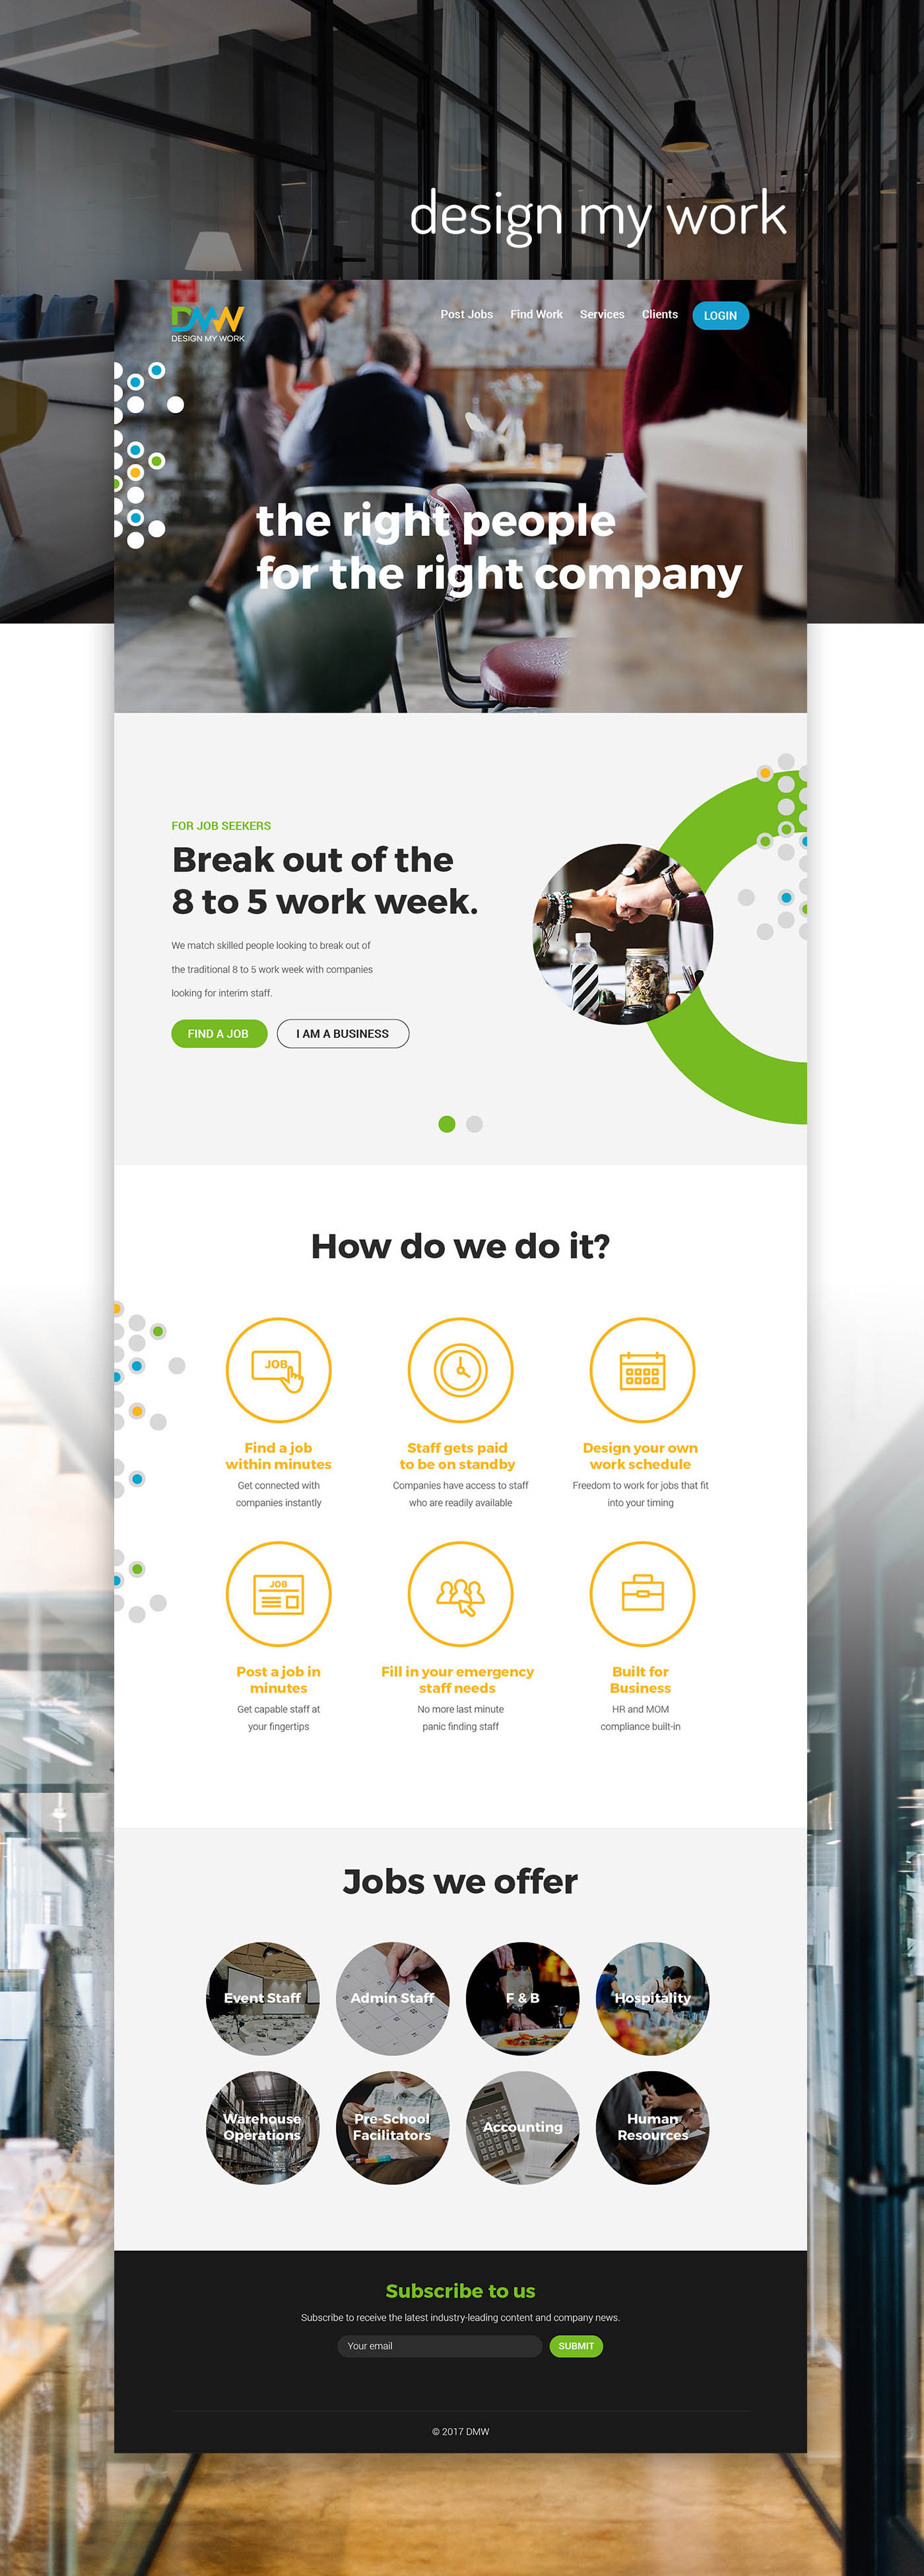 design my work
DMW
DESIGN MY WORK
Post Jobs Find Work Services Clients LOGIN
the right people
for the right company
FOR JOB SEEKERS
Break out of the
8 to 5 work week.
We match skilled people looking to break out of
the traditional 8 to 5 work week with companies
looking for interim staff.
FIND A JOB
I AM A BUSINESS
How do we do it?
JOB
Find a job
within minutes
Get connected with
companies instantly
Staff gets paid
to be on standby
Companies have access to staff
who are readily available
Design your own
work schedule
Freedom to work for jobs that fit
into your timing
JOB
Post a job in
minutes
Get capable staff at
your fingertips
Fill in your emergency
staff needs
No more last minute
panic finding staff
Built for
Business
HR and MOM
compliance built-in
Jobs we offer
Event Staff
Admin Staff
F & B
Hospitality
Warehouse
Operations
Pre-School
Facilitators
Accounting
Human
Resources
Subscribe to us
Subscribe to receive the latest industry-leading content and company news.
Your email
SUBMIT
© 2017 DMW